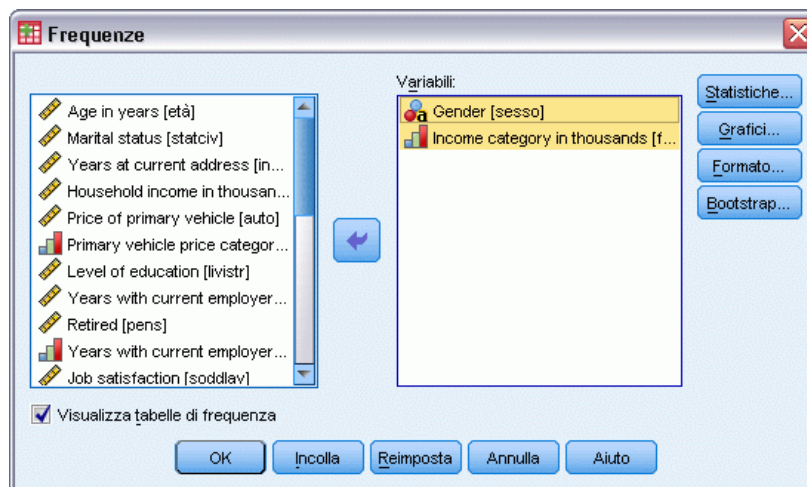 Frequenze
Variabili:
Age in years [età]
Marital status [statciv]
Years at current address [in...
Household income in thousan...
Price of primary vehicle [auto]
Primary vehicle price categor...
Level of education [livistr]
Years with current employer...
Retired [pens]
Years with current employer...
Job satisfaction [soddlav]
Gender [sesso]
Income category in thousands [f...
Statistiche...
Grafici...
Formato...
Bootstrap...
Visualizza tabelle di frequenza
OK
Incolla
Reimposta
Annulla
Aiuto